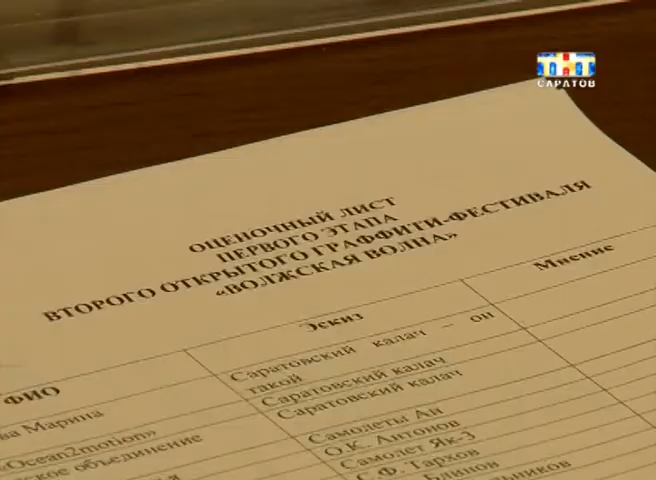 ТНТ
САРАТОВ
ОЦЕНОЧНЫЙ ЛИСТ
ПЕРВОГО ЭТАПА
ВТОРОГО ОТКРЫТОГО ГРАФФИТИ-ФЕСТИВАЛЯ
«ВОЛЖСКАЯ ВОЛНА»
ФИО Эскиз Мнение
ва Марина Саратовский калач – он
такой
«Ocean2motion» Саратовский калач
ское объединение Саратовский калач
Самолеты Ан
О.К. Антонов
Самолет Як-3
С.Ф. Тархов
Блинов